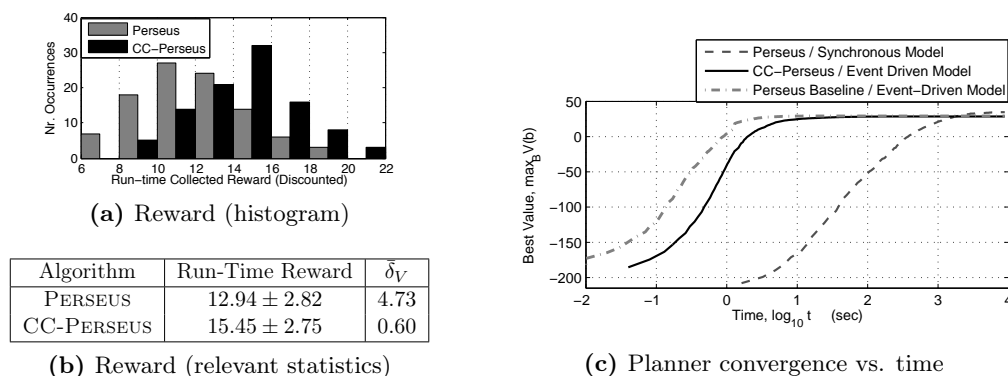 40
30
20
10
0
Nr. Occurrences
Perseus
CC-Perseus
6 8 10 12 14 16 18 20 22
Run-time Collected Reward (Discounted)
(a) Reward (histogram)
Algorithm Run-Time Reward δ̄_V
PERSEUS 12.94 ± 2.82 4.73
CC-PERSEUS 15.45 ± 2.75 0.60
(b) Reward (relevant statistics)
Perseus / Synchronous Model
CC-Perseus / Event Driven Model
Perseus Baseline / Event-Driven Model
50
0
−50
−100
−150
−200
Best Value, max_B V(b)
−2 −1 0 1 2 3 4
Time, log_10 t (sec)
(c) Planner convergence vs. time